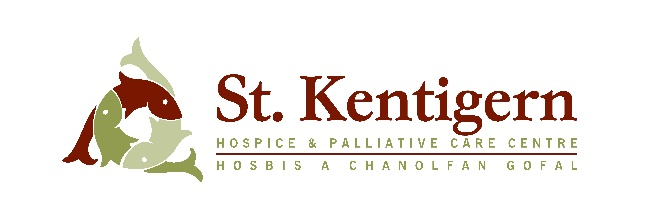 St. Kentigern
HOSPICE & PALLIATIVE CARE CENTRE
HOSBIS A CHANOLFAN GOFAL